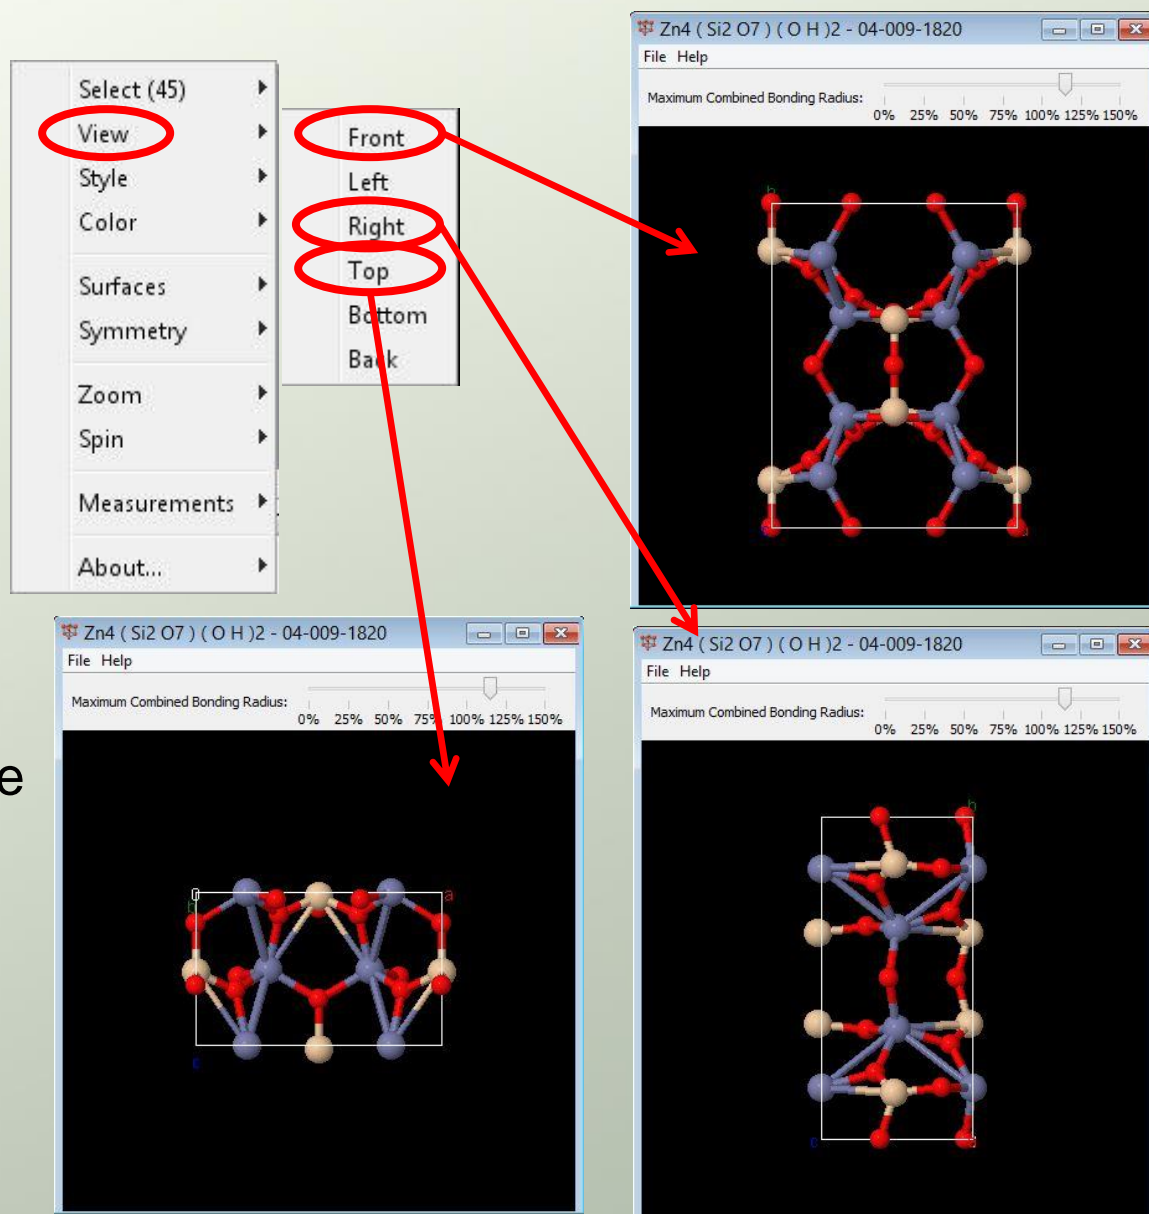 Select (45)
View
Style
Color
Surfaces
Symmetry
Zoom
Spin
Measurements
About...
Front
Left
Right
Top
Bottom
Back
Zn4 ( Si2 O7 ) ( O H )2 - 04-009-1820
File Help
Maximum Combined Bonding Radius:
0% 25% 50% 75% 100% 125% 150%
b
a
Zn4 ( Si2 O7 ) ( O H )2 - 04-009-1820
File Help
Maximum Combined Bonding Radius:
0% 25% 50% 75% 100% 125% 150%
0
a
b
c
Zn4 ( Si2 O7 ) ( O H )2 - 04-009-1820
File Help
Maximum Combined Bonding Radius:
0% 25% 50% 75% 100% 125% 150%
b
c
e